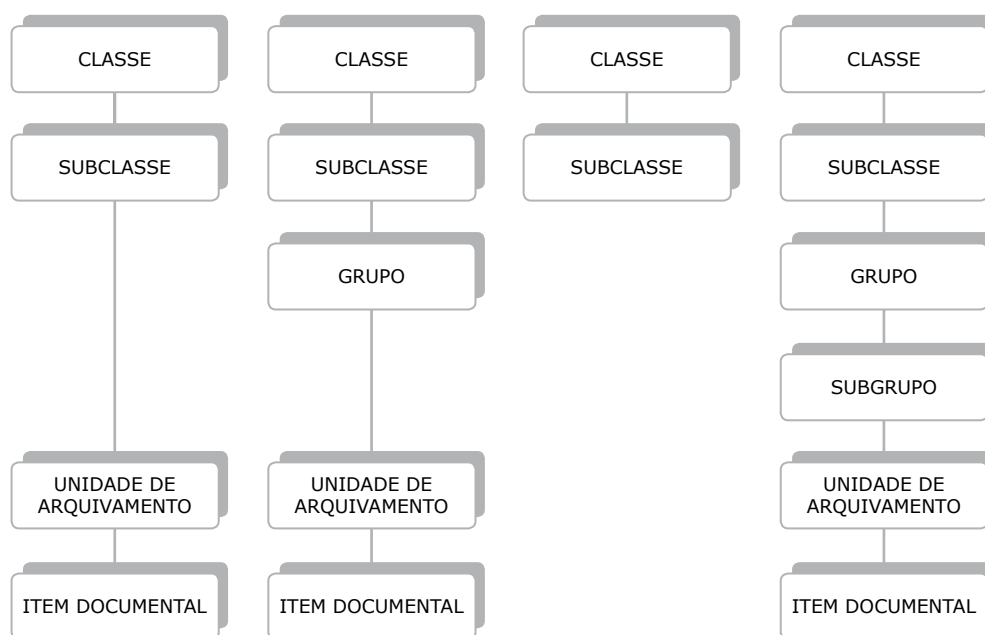 CLASSE
CLASSE
CLASSE
CLASSE
SUBCLASSE
SUBCLASSE
SUBCLASSE
SUBCLASSE
GRUPO
GRUPO
SUBGRUPO
UNIDADE DE
ARQUIVAMENTO
UNIDADE DE
ARQUIVAMENTO
UNIDADE DE
ARQUIVAMENTO
ITEM DOCUMENTAL
ITEM DOCUMENTAL
ITEM DOCUMENTAL